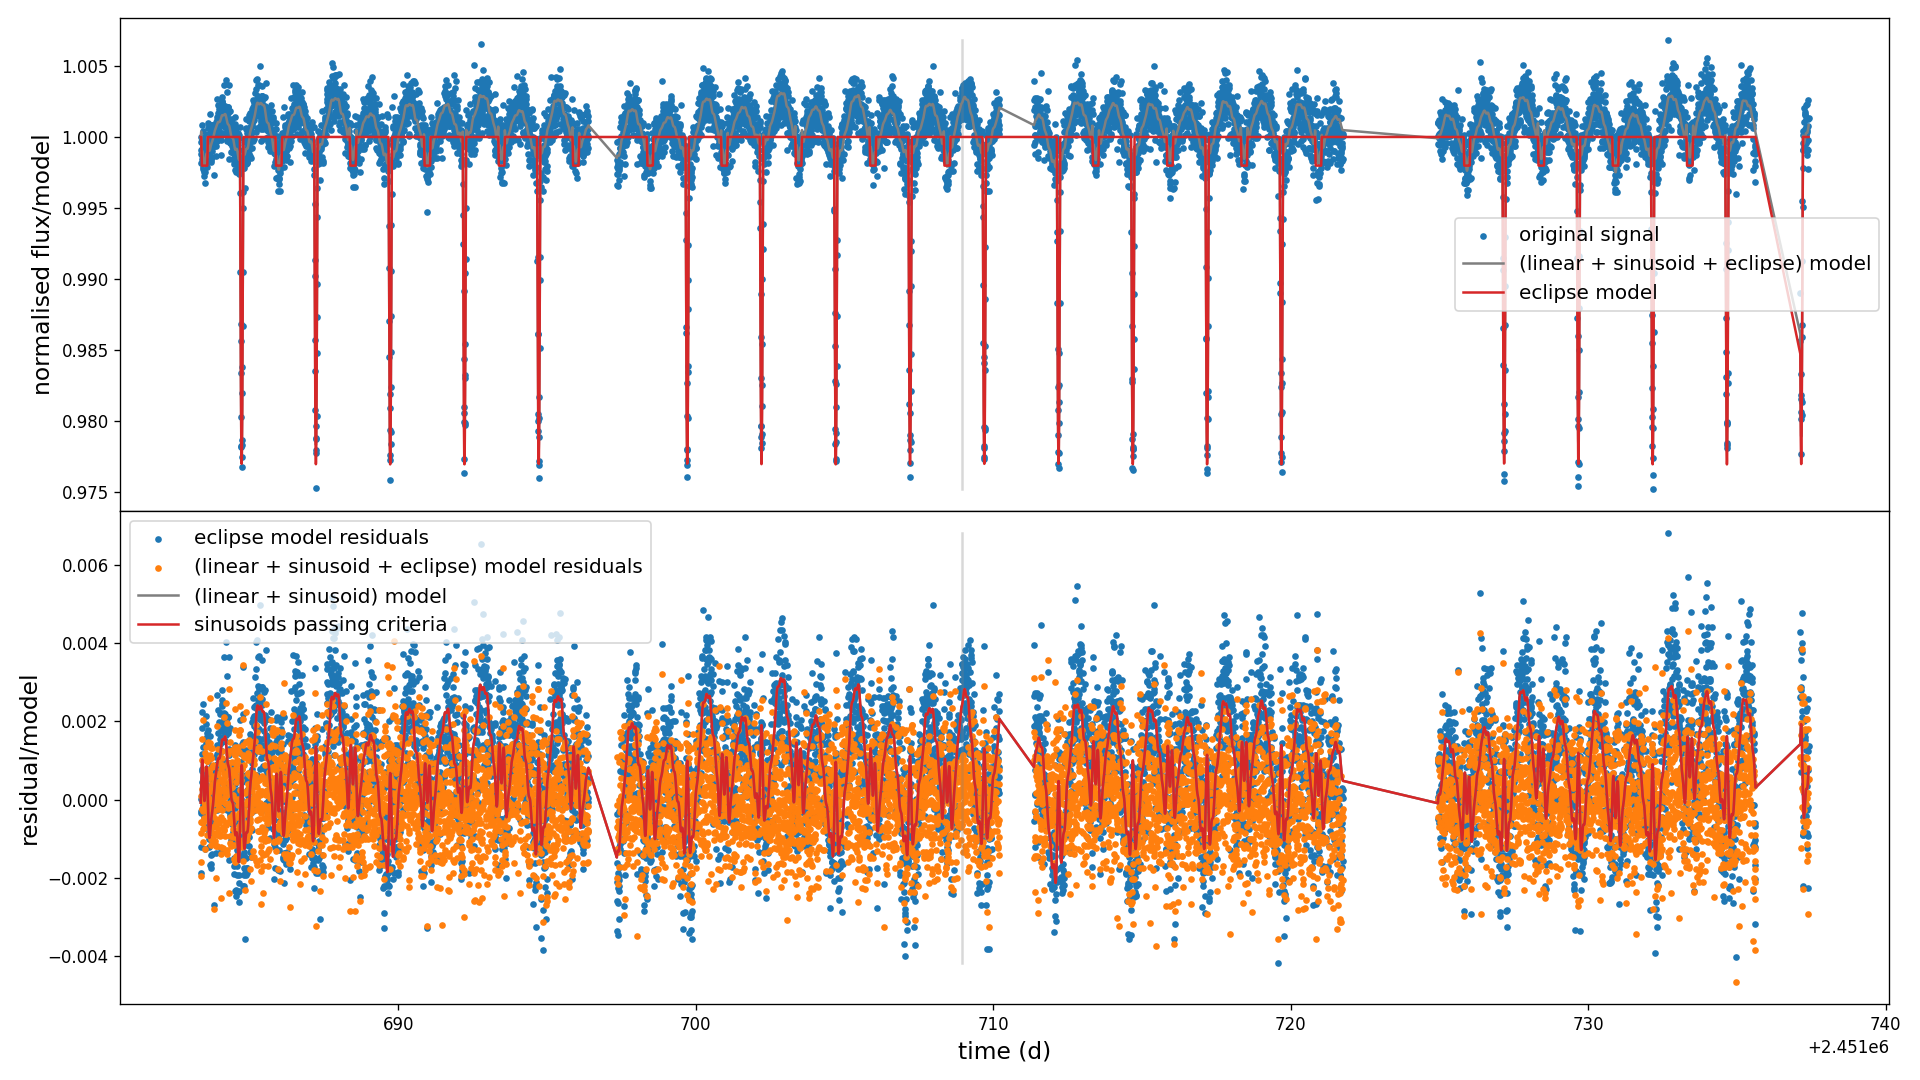 normalised flux/model
1.005
1.000
0.995
0.990
0.985
0.980
0.975
original signal
(linear + sinusoid + eclipse) model
eclipse model
residual/model
0.006
0.004
0.002
0.000
−0.002
−0.004
eclipse model residuals
(linear + sinusoid + eclipse) model residuals
(linear + sinusoid) model
sinusoids passing criteria
690
700
710
720
730
740
time (d)
+2.451e6